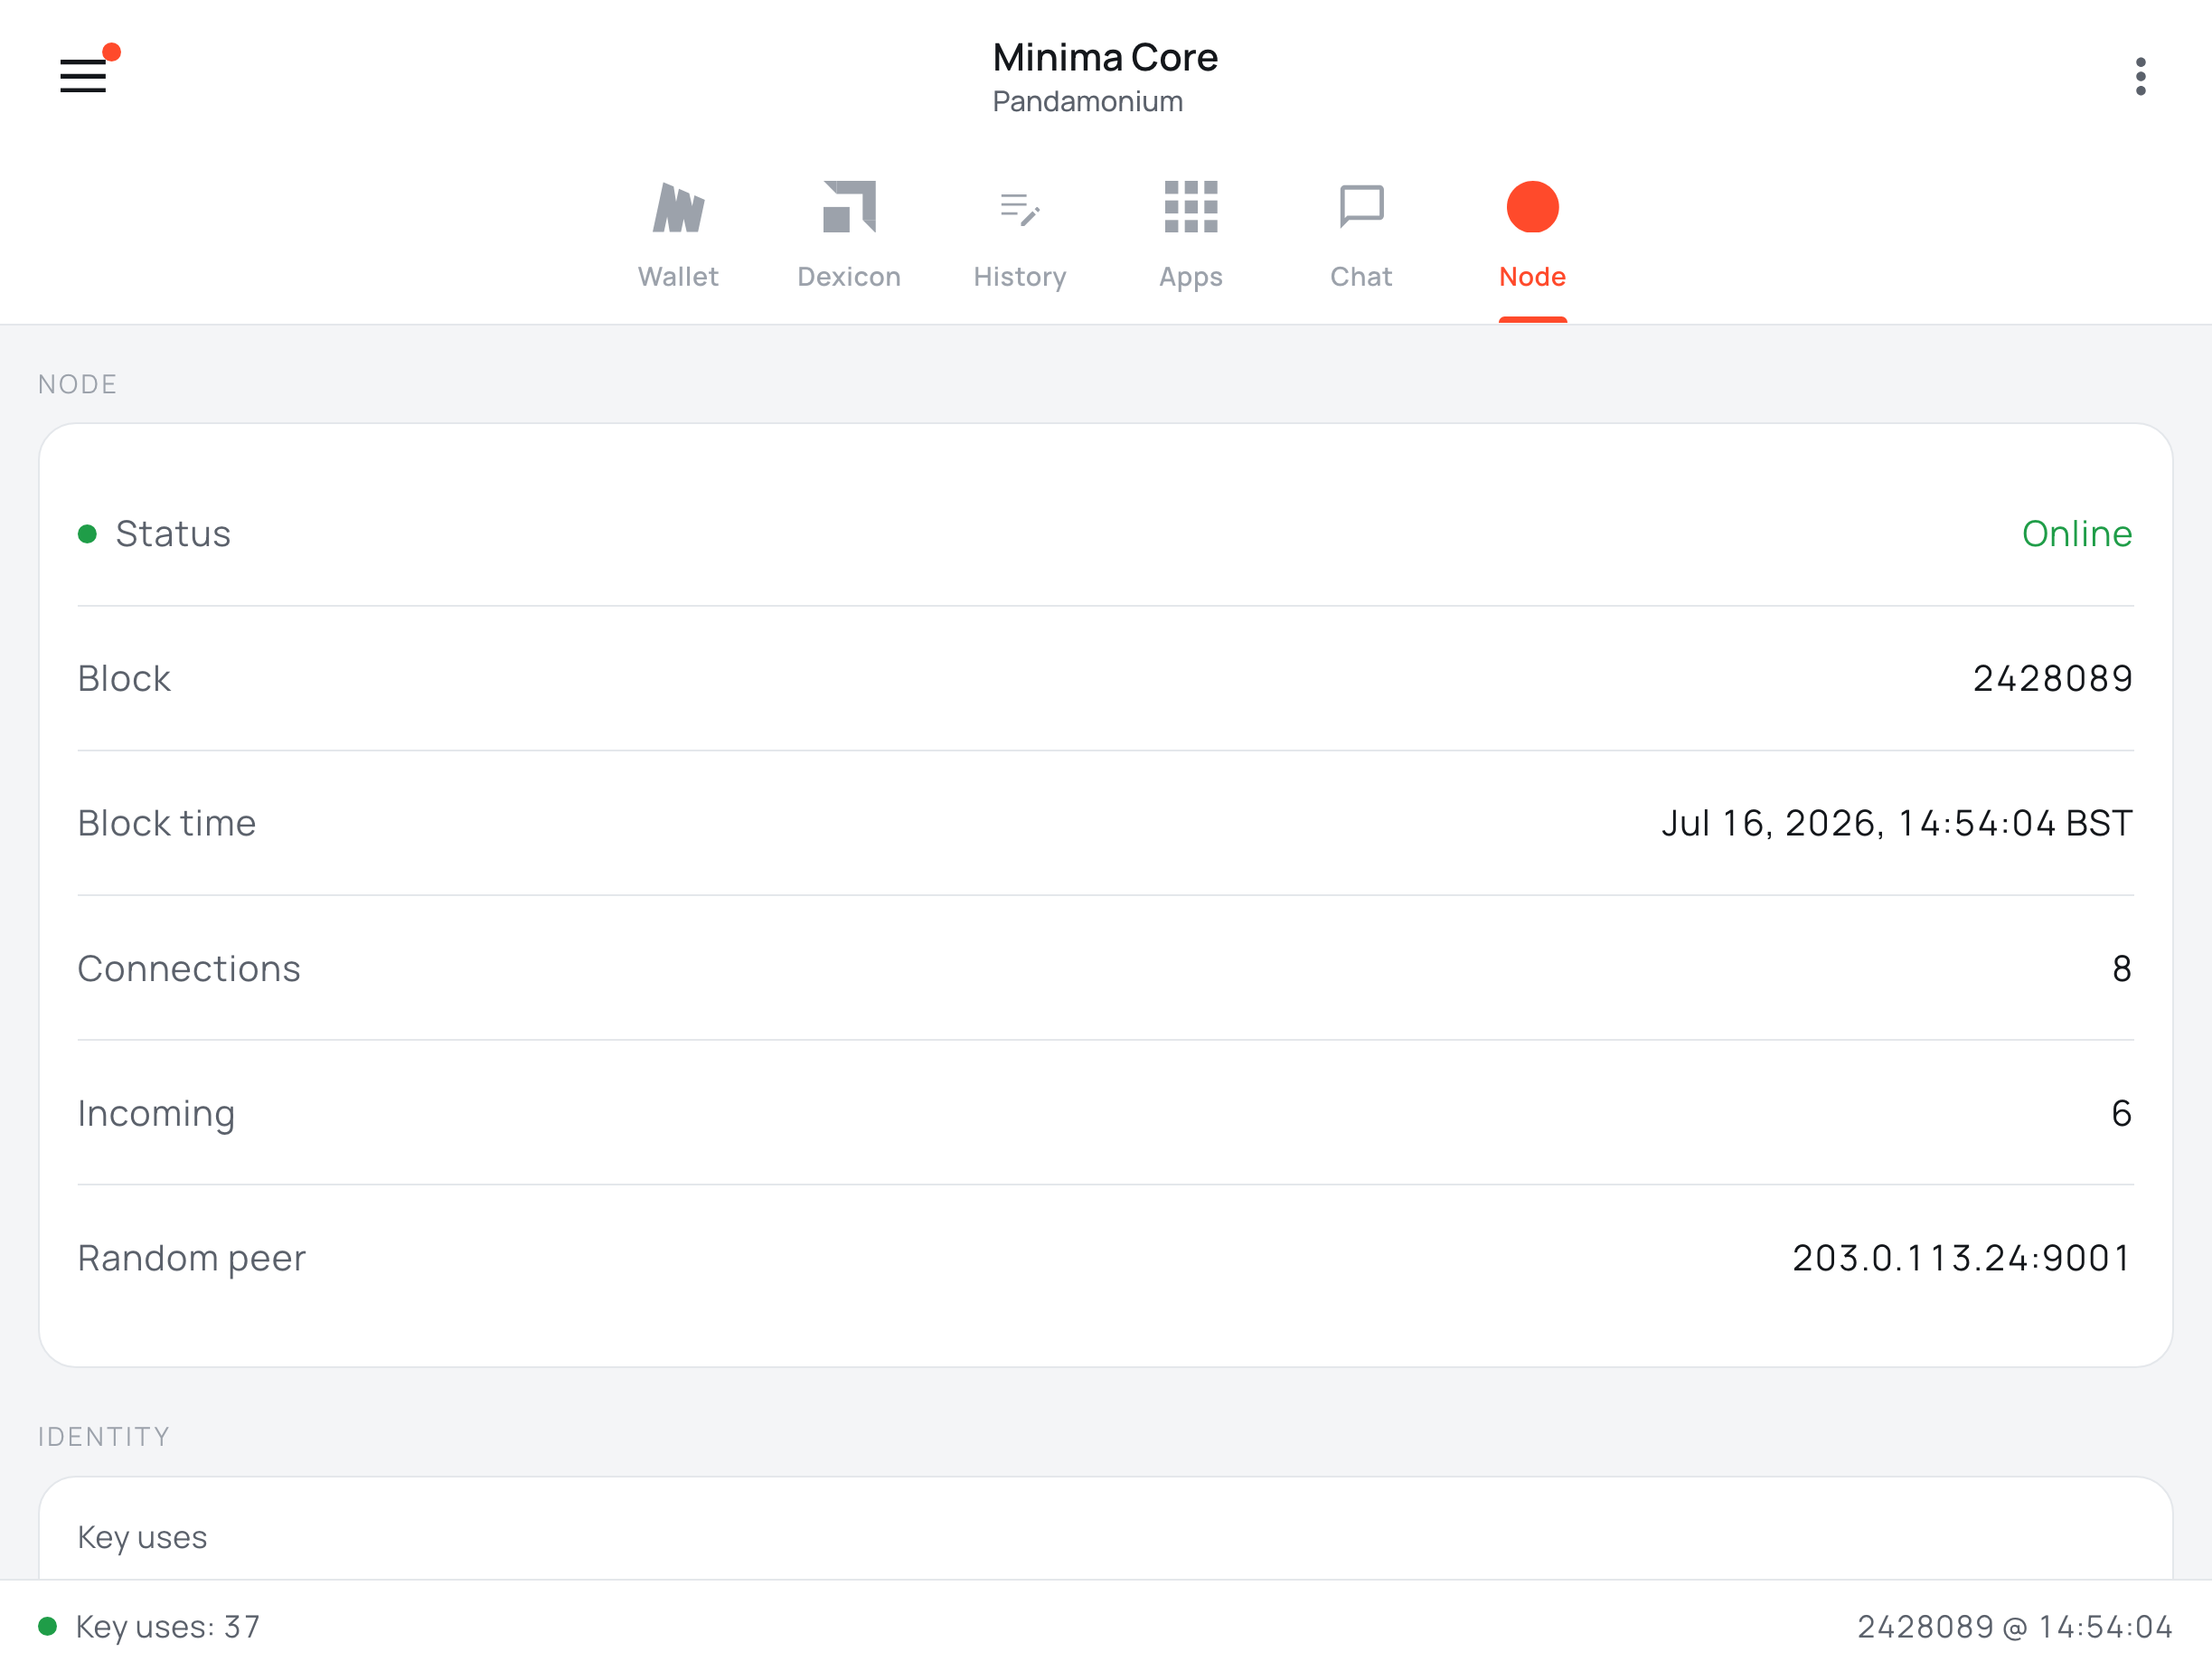 Minima Core
Pandamonium
Wallet Dexicon History Apps Chat Node
NODE
Status Online
Block 2428089
Block time Jul 16, 2026, 14:54:04 BST
Connections 8
Incoming 6
Random peer 203.0.113.24:9001
IDENTITY
Key uses
Key uses: 37 2428089 @ 14:54:04